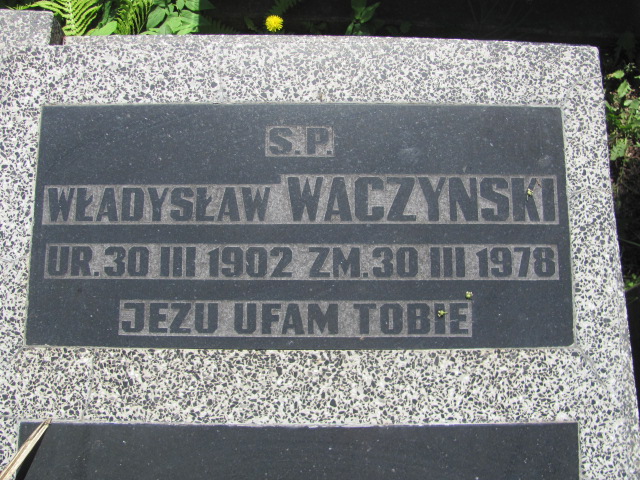 S.P.
WŁADYSŁAW WACZYNSKI
UR. 30 III 1902 ZM. 30 III 1978
JEZU UFAM TOBIE